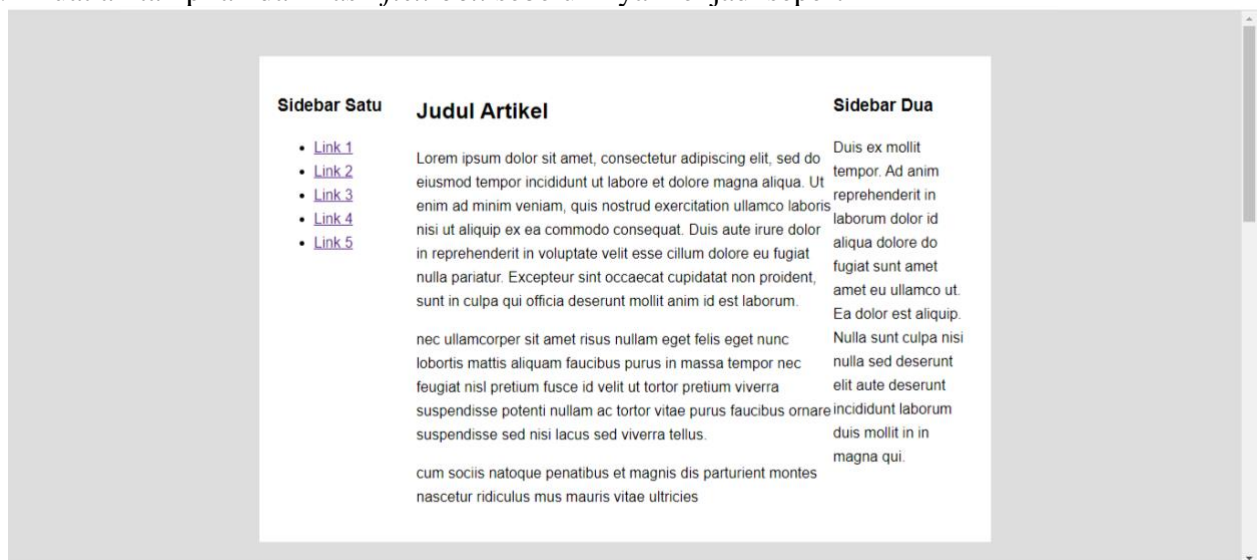 Sidebar Satu
Link 1
Link 2
Link 3
Link 4
Link 5
Judul Artikel
Lorem ipsum dolor sit amet, consectetur adipiscing elit, sed do
eiusmod tempor incididunt ut labore et dolore magna aliqua. Ut
enim ad minim veniam, quis nostrud exercitation ullamco laboris
nisi ut aliquip ex ea commodo consequat. Duis aute irure dolor
in reprehenderit in voluptate velit esse cillum dolore eu fugiat
nulla pariatur. Excepteur sint occaecat cupidatat non proident,
sunt in culpa qui officia deserunt mollit anim id est laborum.
nec ullamcorper sit amet risus nullam eget felis eget nunc
lobortis mattis aliquam faucibus purus in massa tempor nec
feugiat nisl pretium fusce id velit ut tortor pretium viverra
suspendisse potenti nullam ac tortor vitae purus faucibus ornare
suspendisse sed nisi lacus sed viverra tellus.
cum sociis natoque penatibus et magnis dis parturient montes
nascetur ridiculus mus mauris vitae ultricies
Sidebar Dua
Duis ex mollit
tempor. Ad anim
reprehenderit in
laborum dolor id
aliqua dolore do
fugiat sunt amet
amet eu ullamco ut.
Ea dolor est aliquip.
Nulla sunt culpa nisi
nulla sed deserunt
elit aute deserunt
incididunt laborum
duis mollit in in
magna qui.